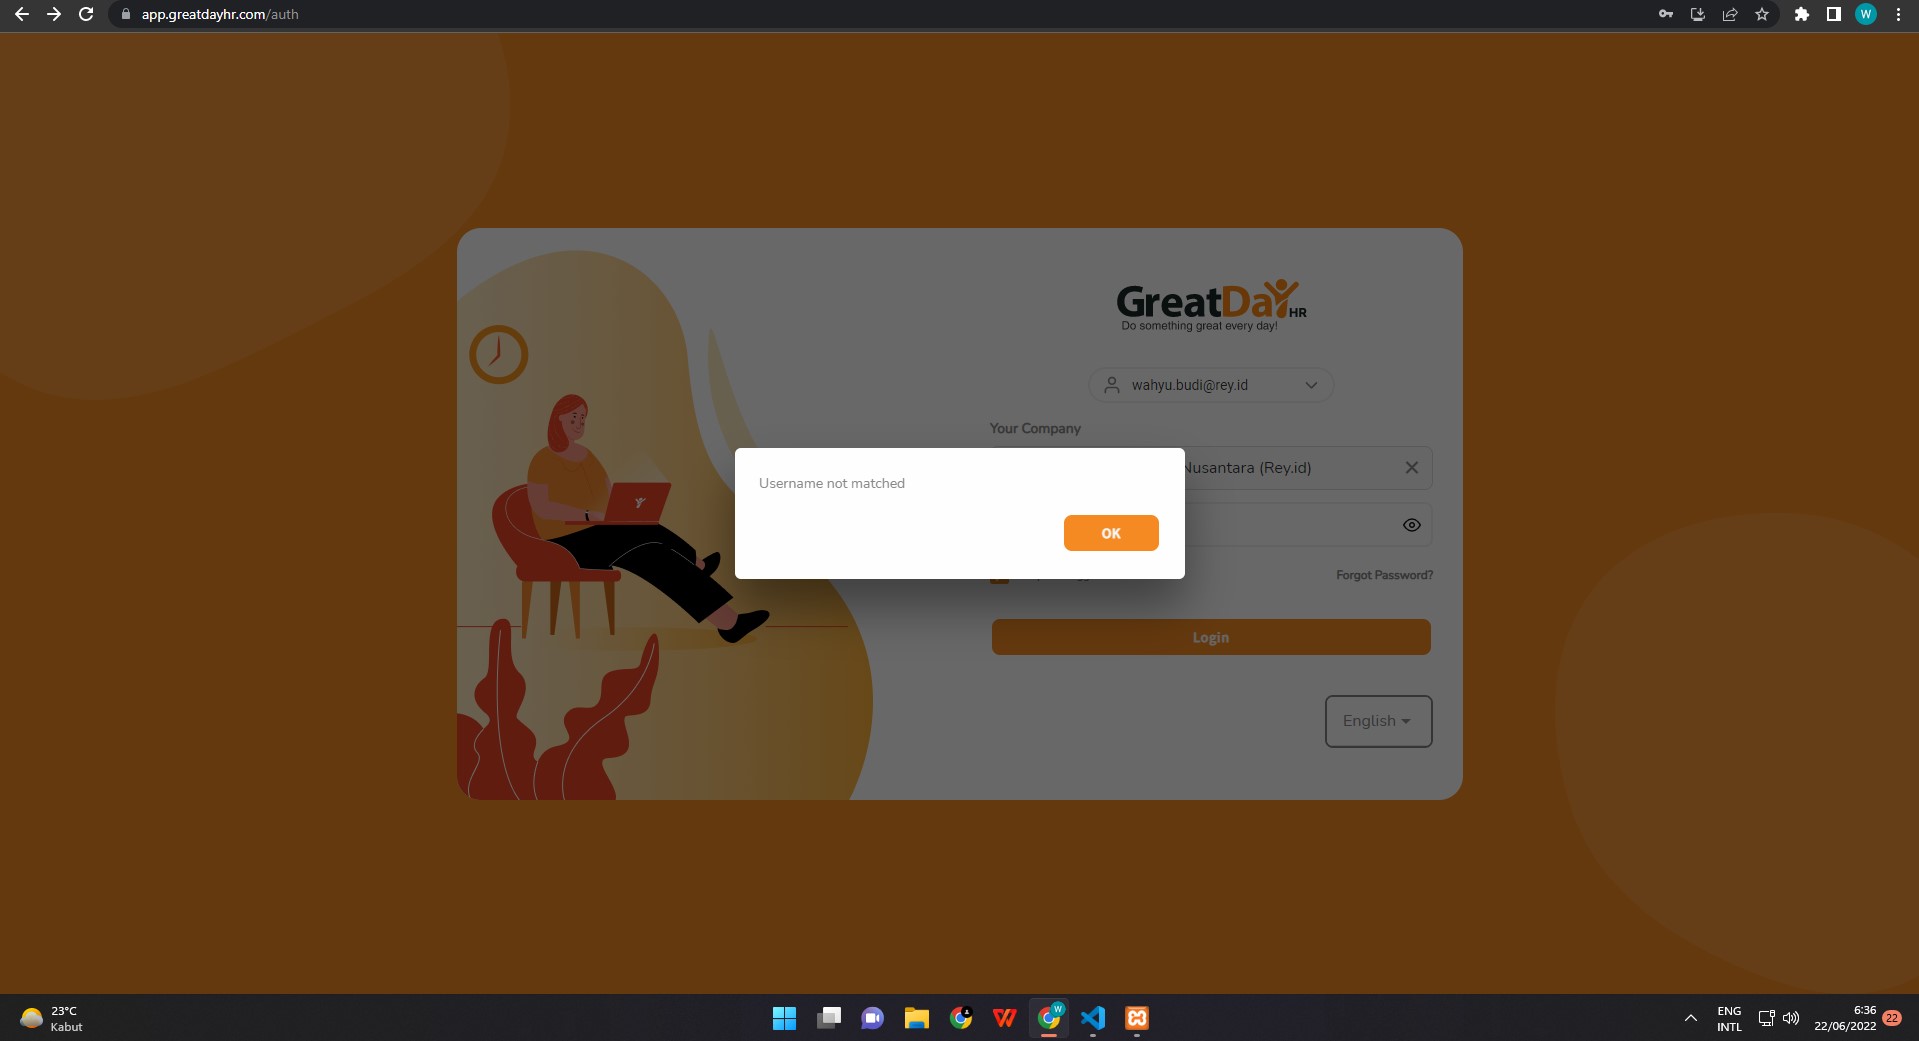 app.greatdayhr.com/auth
W
GreatDay HR
Do something great every day!
wahyu.budi@rey.id
Your Company
Nusantara (Rey.id)
Username not matched
OK
Forgot Password?
Login
English
23°C
Kabut
W
ENG
INTL
6:36
22/06/2022
22